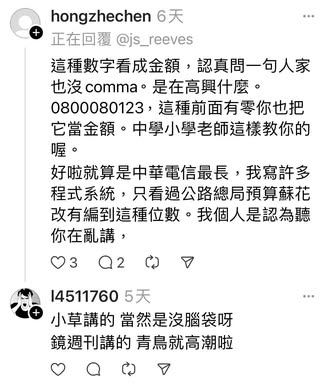 hongzhechen 6天
正在回覆 @js_reeves
這種數字看成金額，認真問一句人家
也沒 comma。是在高興什麼。
0800080123，這種前面有零你也把
它當金額。中學小學老師這樣教你的
喔。
好啦就算是中華電信最長，我寫許多
程式系統，只看過公路總局預算蘇花
改有編到這種位數。我個人是認為聽
你在亂講，
3 2
l4511760 5天
小草講的 當然是沒腦袋呀
鏡週刊講的 青鳥就高潮啦